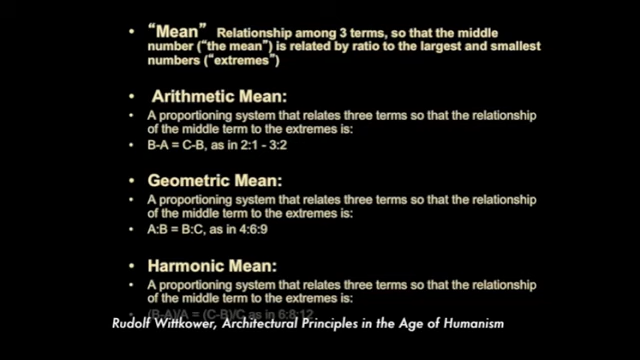 • “Mean” Relationship among 3 terms, so that the middle
number (“the mean”) is related by ratio to the largest and smallest
numbers (“extremes”)
• Arithmetic Mean:
• A proportioning system that relates three terms so that the relationship
of the middle term to the extremes is:
• B-A = C-B, as in 2:1 - 3:2
• Geometric Mean:
• A proportioning system that relates three terms so that the relationship
of the middle term to the extremes is:
• A:B = B:C, as in 4:6:9
• Harmonic Mean:
• A proportioning system that relates three terms so that the relationship
of the middle term to the extremes is:
• (B-A)/A = (C-B)/C as in 6:8:12
Rudolf Wittkower, Architectural Principles in the Age of Humanism